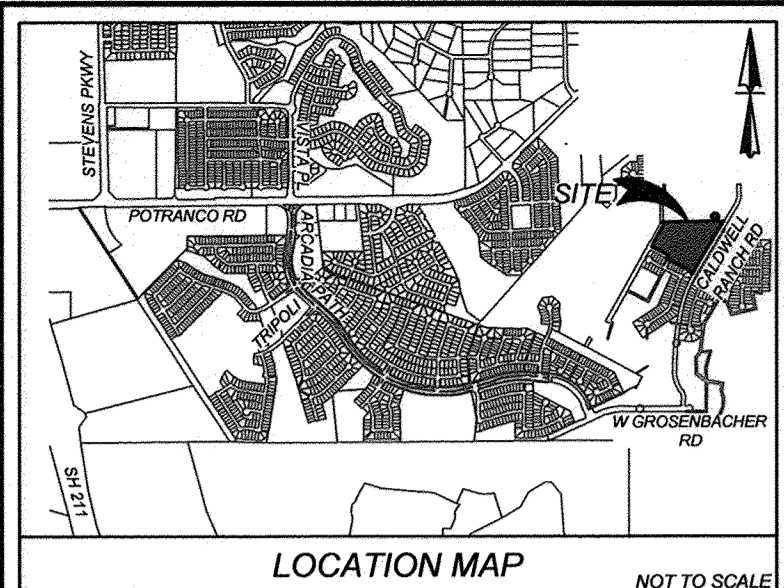 STEVENS PKWY
VISTA PL
POTRANCO RD
ARCADIA PATH
TRIPOLI
SITE
CALDWELL
RANCH RD
W GROSENBACHER
RD
SH 211
LOCATION MAP
NOT TO SCALE